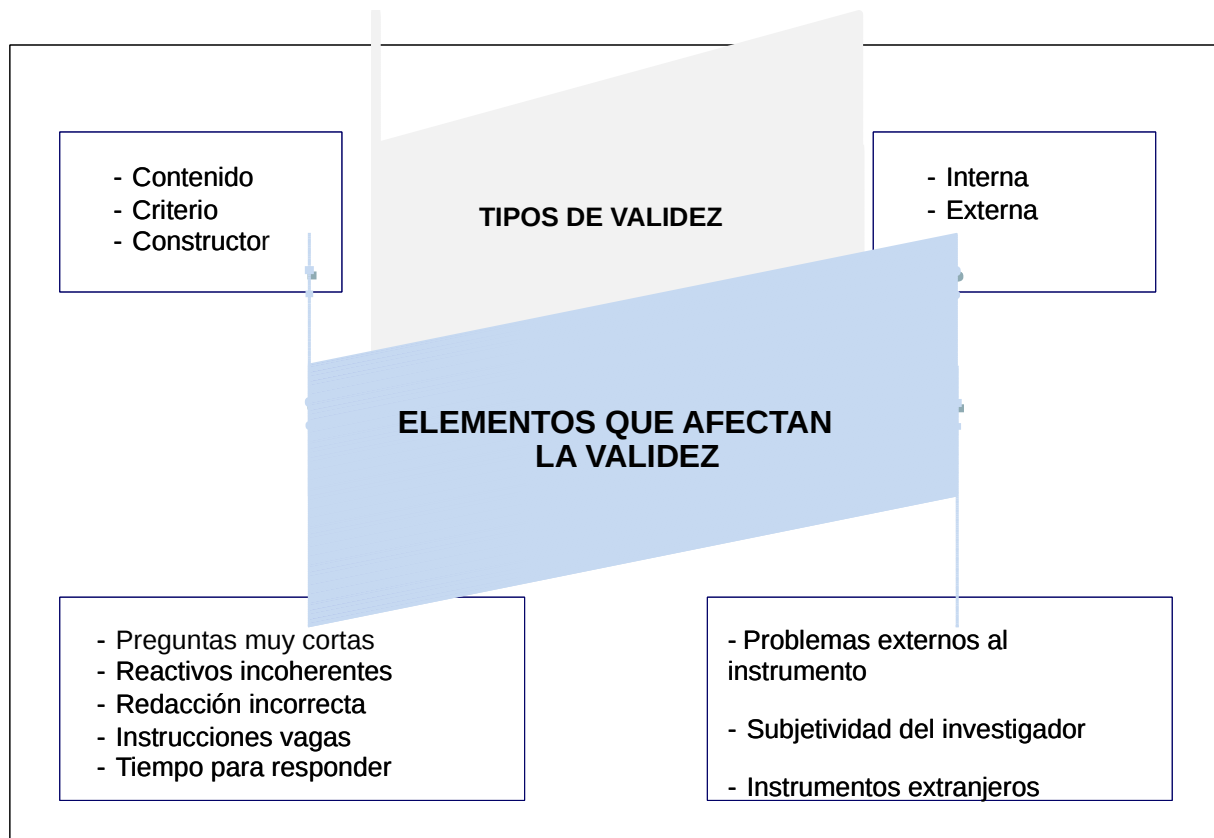 - Contenido
- Criterio
- Constructor
TIPOS DE VALIDEZ
- Interna
- Externa
ELEMENTOS QUE AFECTAN
LA VALIDEZ
- Preguntas muy cortas
- Reactivos incoherentes
- Redacción incorrecta
- Instrucciones vagas
- Tiempo para responder
- Problemas externos al
instrumento
- Subjetividad del investigador
- Instrumentos extranjeros